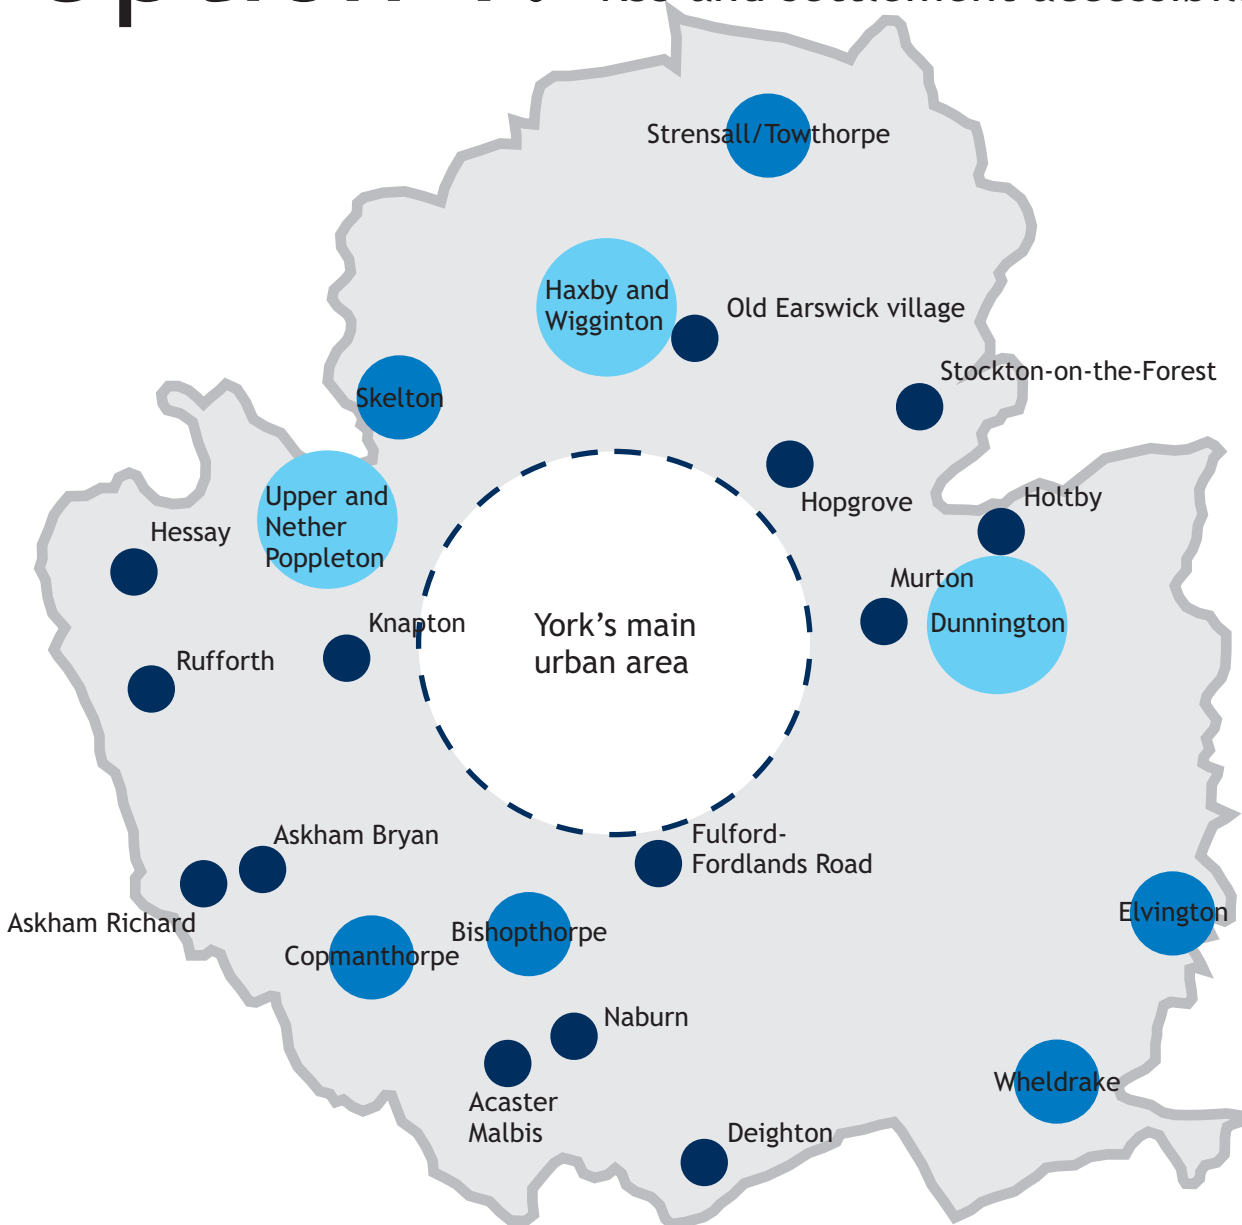 and settlement
Strensall/Towthorpe
Haxby and
Wigginton
Old Earswick village
Stockton-on-the-Forest
Skelton
Upper and
Nether
Poppleton
Hopgrove
Holtby
Hessay
Murton
Dunnington
Knapton
York’s main
urban area
Rufforth
Askham Bryan
Fulford-
Fordlands Road
Askham Richard
Elvington
Bishopthorpe
Copmanthorpe
Naburn
Wheldrake
Acaster
Malbis
Deighton